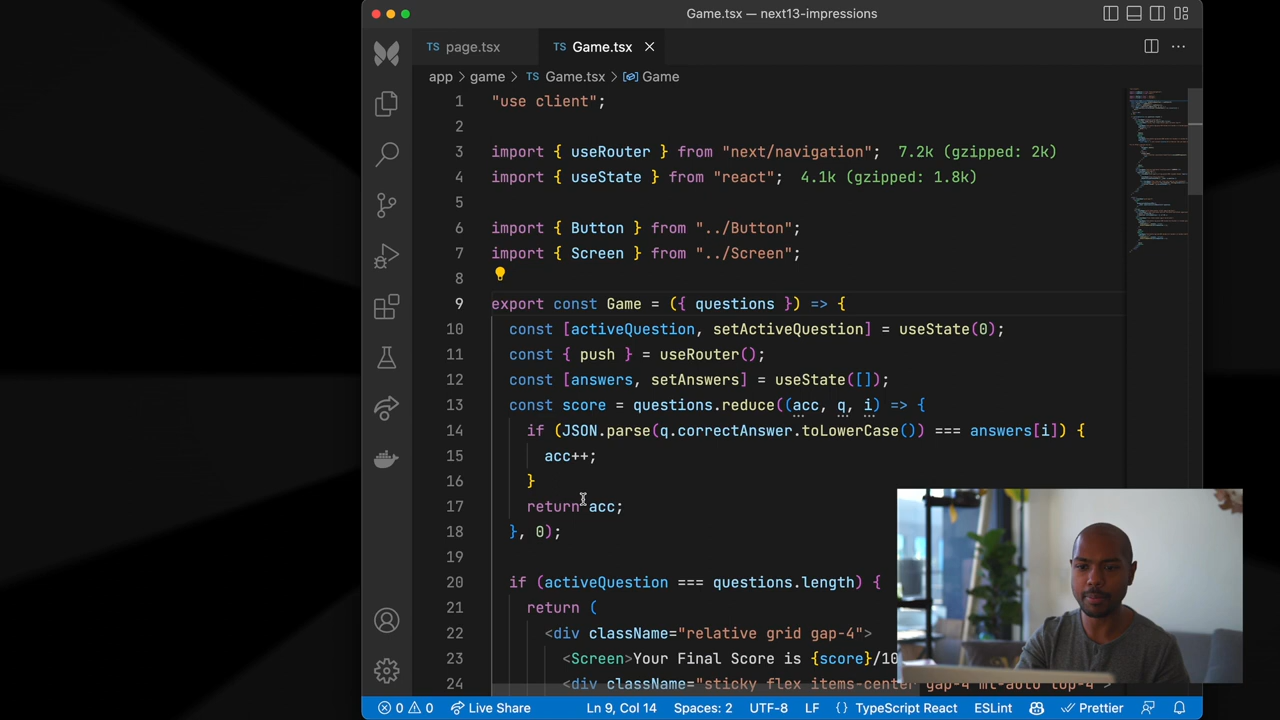 Game.tsx — next13-impressions
TS page.tsx
TS Game.tsx ×
app > game > TS Game.tsx > Game
1 "use client";
2
3 import { useRouter } from "next/navigation"; 7.2k (gzipped: 2k)
4 import { useState } from "react"; 4.1k (gzipped: 1.8k)
5
6 import { Button } from "../Button";
7 import { Screen } from "../Screen";
8
9 export const Game = ({ questions }) => {
10 const [activeQuestion, setActiveQuestion] = useState(0);
11 const { push } = useRouter();
12 const [answers, setAnswers] = useState([]);
13 const score = questions.reduce((acc, q, i) => {
14 if (JSON.parse(q.correctAnswer.toLowerCase()) === answers[i]) {
15 acc++;
16 }
17 return acc;
18 }, 0);
19
20 if (activeQuestion === questions.length) {
21 return (
22 <div className="relative grid gap-4">
23 <Screen>Your Final Score is {score}/10
24 <div className="sticky flex items-center gap-4 mt-auto top-4">
0 0 Live Share Ln 9, Col 14 Spaces: 2 UTF-8 LF {} TypeScript React ESLint Prettier